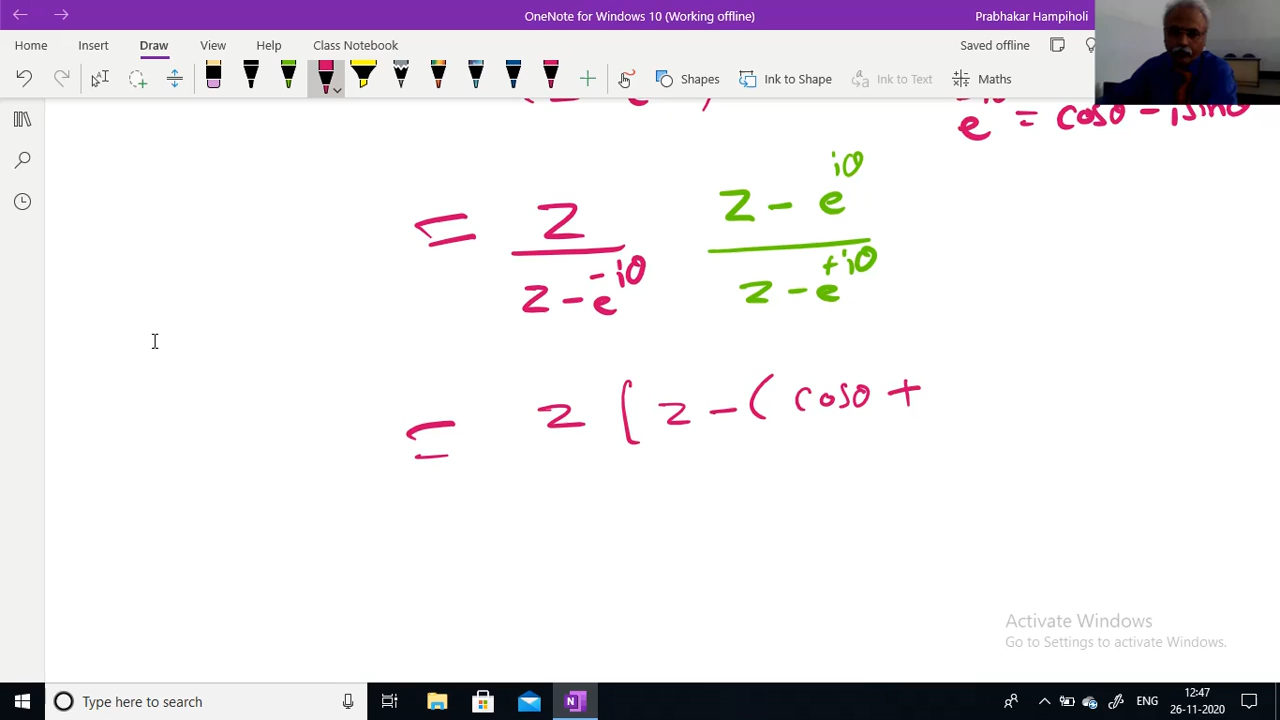 OneNote for Windows 10 (Working offline)
Prabhakar Hampiholi
Home Insert Draw View Help Class Notebook
Saved offline
Shapes Ink to Shape Ink to Text Maths
e^{-iθ} = cosθ - i sinθ
= z / (z - e^{-iθ}) (z - e^{iθ}) / (z - e^{+iθ})
= z [ z - ( cosθ +
Activate Windows
Go to Settings to activate Windows.
Type here to search
ENG
12:47
26-11-2020